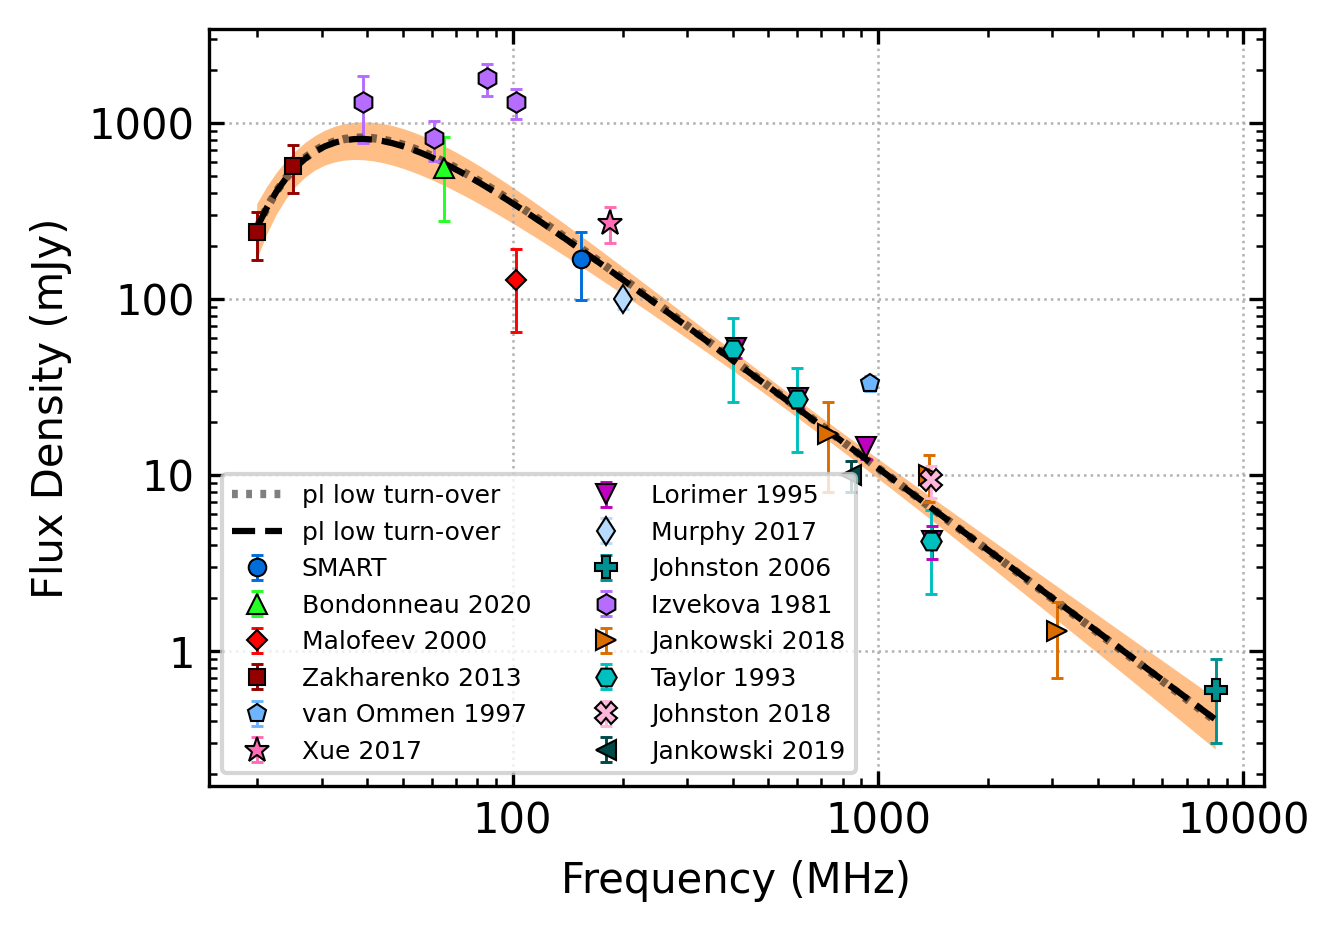 Flux Density (mJy)
1000
100
10
1
pl low turn-over
pl low turn-over
SMART
Bondonneau 2020
Malofeev 2000
Zakharenko 2013
van Ommen 1997
Xue 2017
Lorimer 1995
Murphy 2017
Johnston 2006
Izvekova 1981
Jankowski 2018
Taylor 1993
Johnston 2018
Jankowski 2019
100
1000
10000
Frequency (MHz)